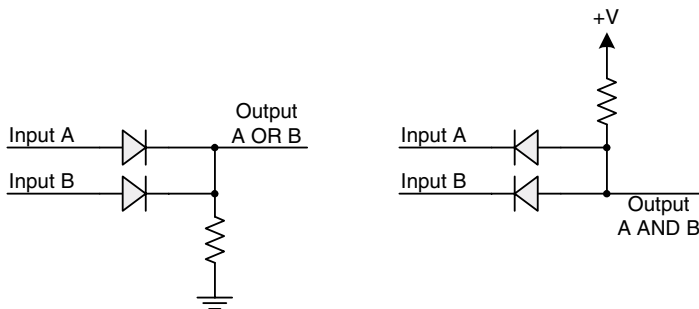 Input A
Input B
Output
A OR B
+V
Input A
Input B
Output
A AND B